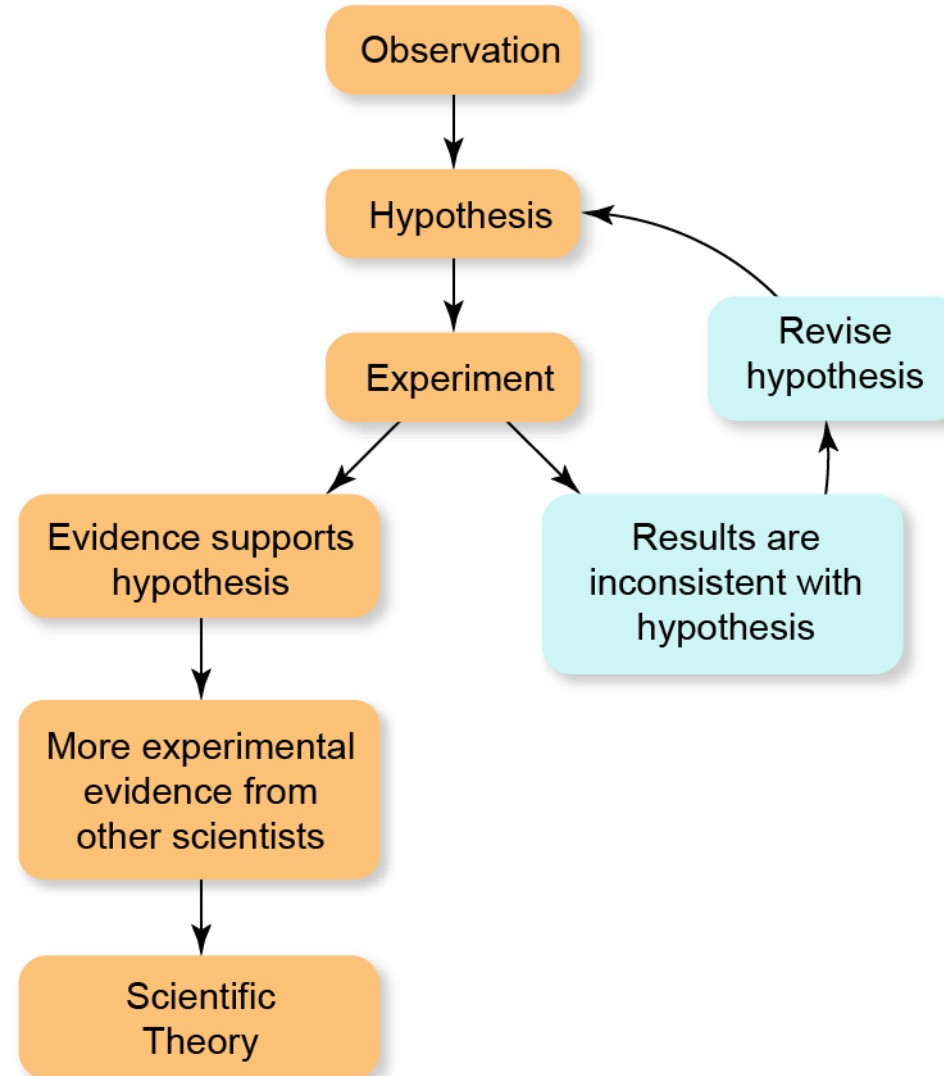 Observation
Hypothesis
Revise
hypothesis
Experiment
Evidence supports
hypothesis
Results are
inconsistent with
hypothesis
More experimental
evidence from
other scientists
Scientific
Theory